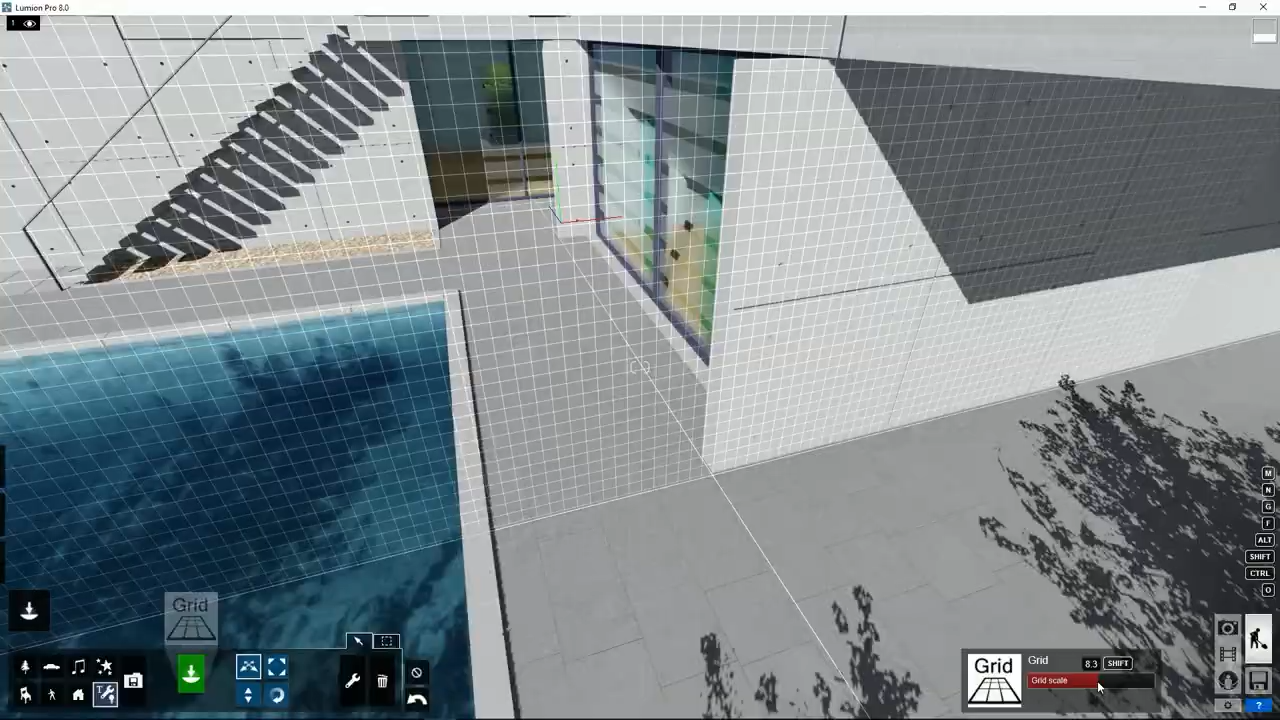 Lumion Pro 8.0
1
M
N
G
F
ALT
SHIFT
CTRL
O
Grid
Grid
Grid 8.3 SHIFT
Grid scale
?